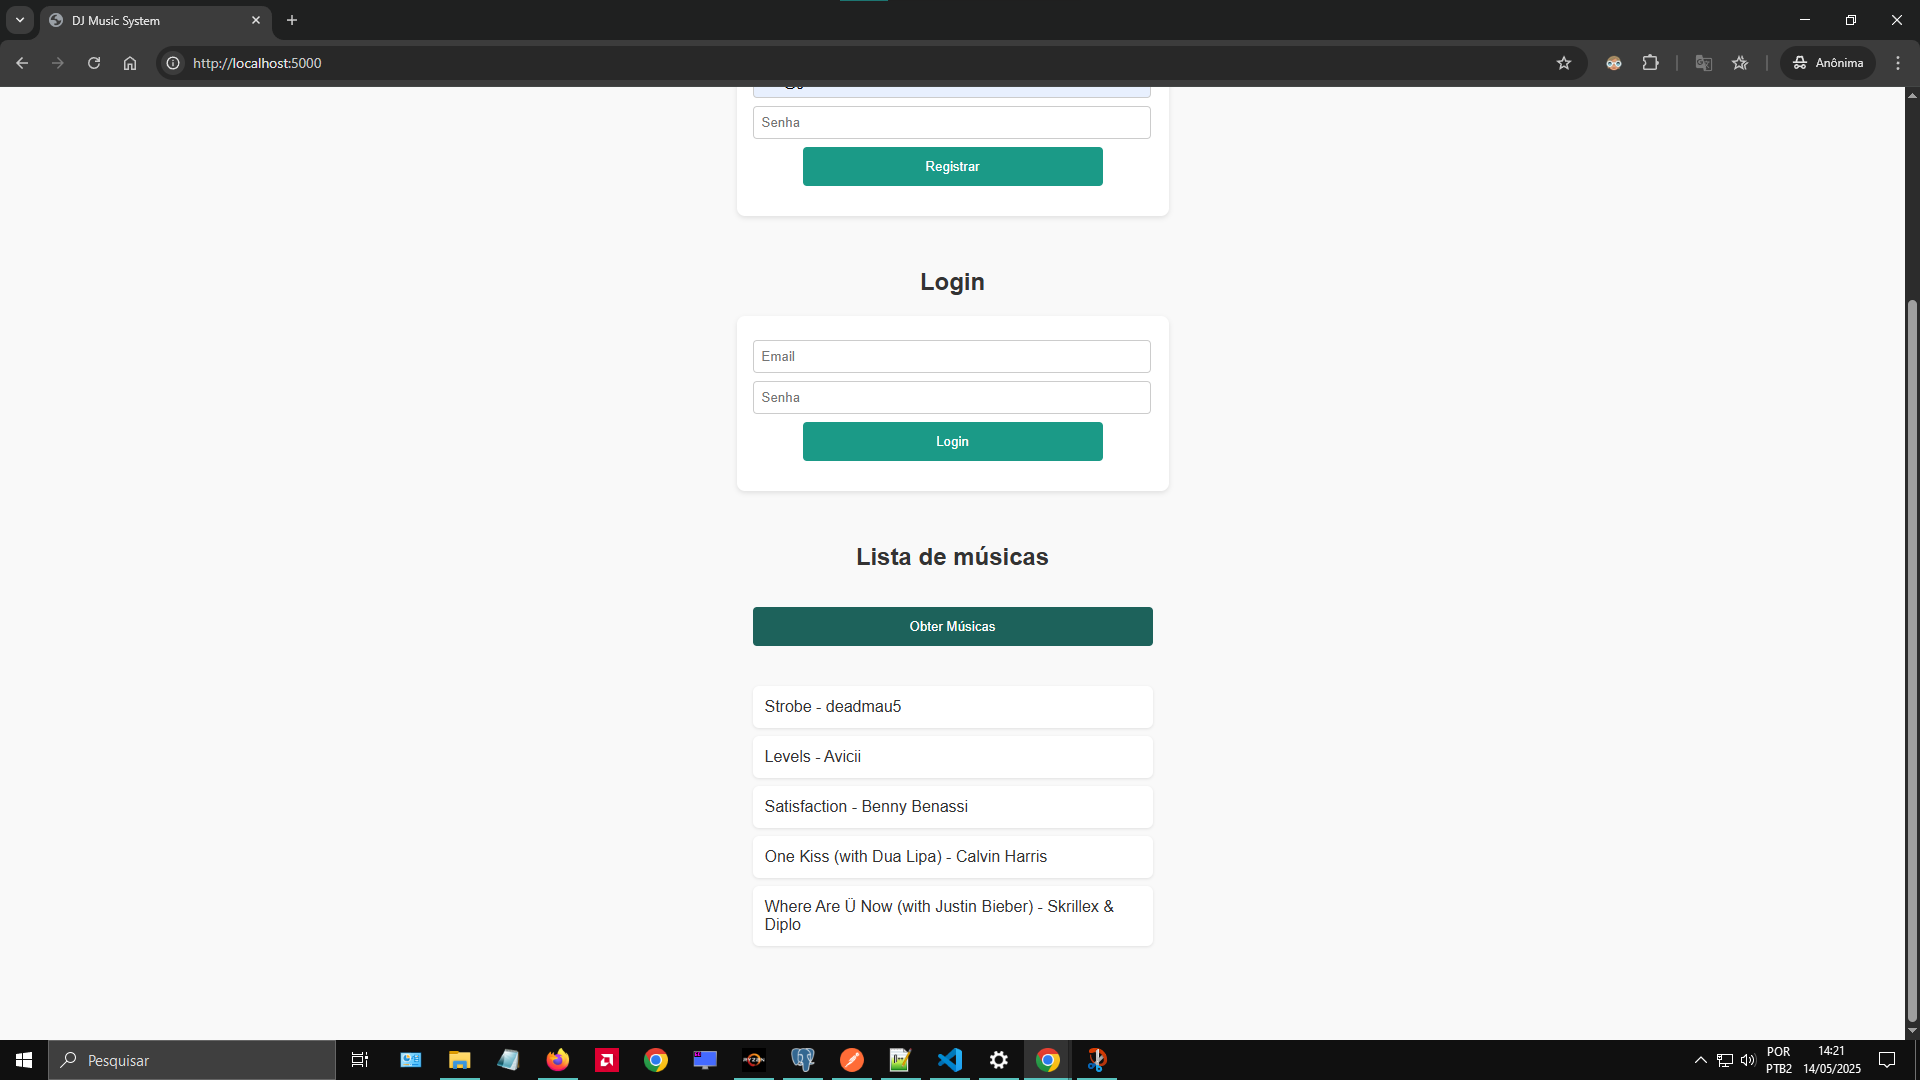 DJ Music System
http://localhost:5000
Anônima
Senha
Registrar
Login
Email
Senha
Login
Lista de músicas
Obter Músicas
Strobe - deadmau5
Levels - Avicii
Satisfaction - Benny Benassi
One Kiss (with Dua Lipa) - Calvin Harris
Where Are Ü Now (with Justin Bieber) - Skrillex &
Diplo
Pesquisar
RYZEN
POR
PTB2
14:21
14/05/2025